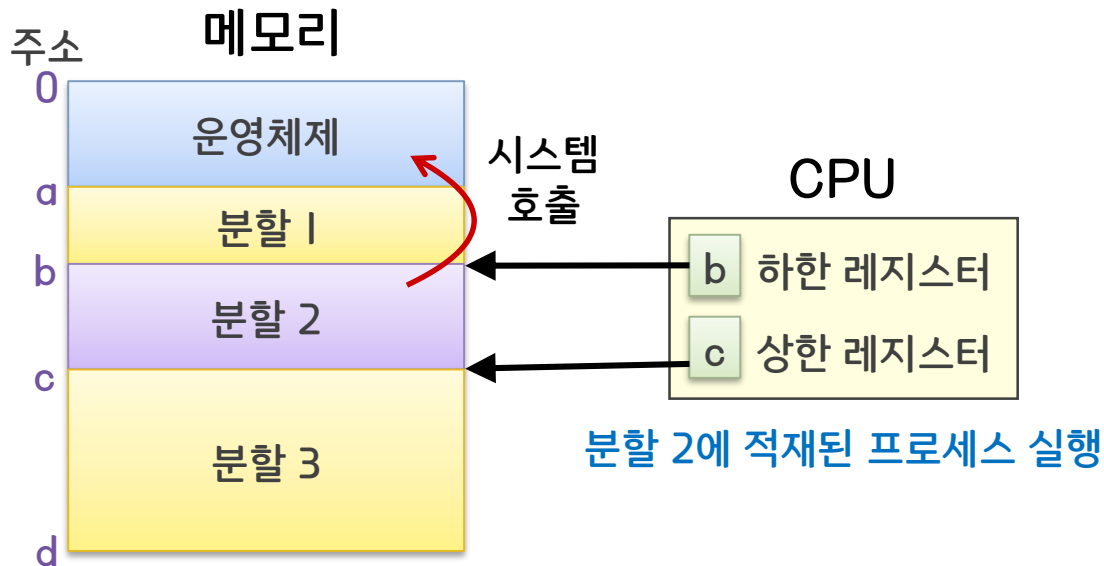 메모리
주소
0
운영체제
시스템
호출
CPU
a
분할 1
b
b 하한 레지스터
분할 2
c 상한 레지스터
c
분할 2에 적재된 프로세스 실행
분할 3
d